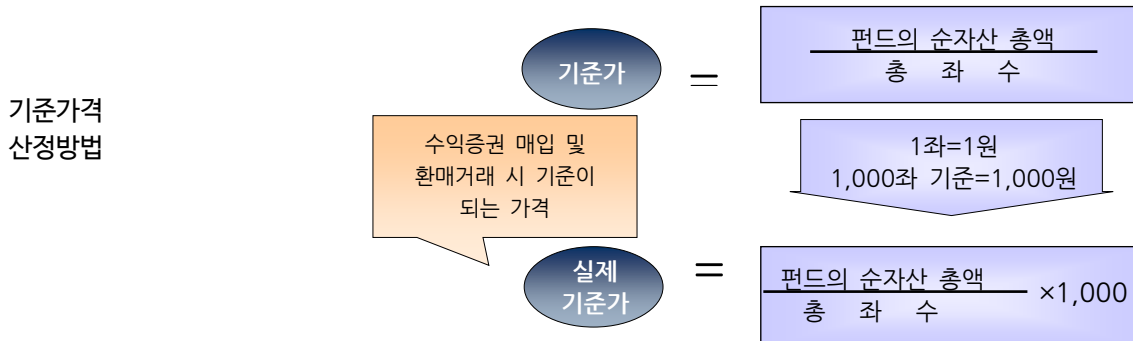 기준가격
산정방법
기준가
=
펀드의 순자산 총액
총 좌 수
수익증권 매입 및
환매거래 시 기준이
되는 가격
1좌=1원
1,000좌 기준=1,000원
실제
기준가
=
펀드의 순자산 총액
총 좌 수
×1,000